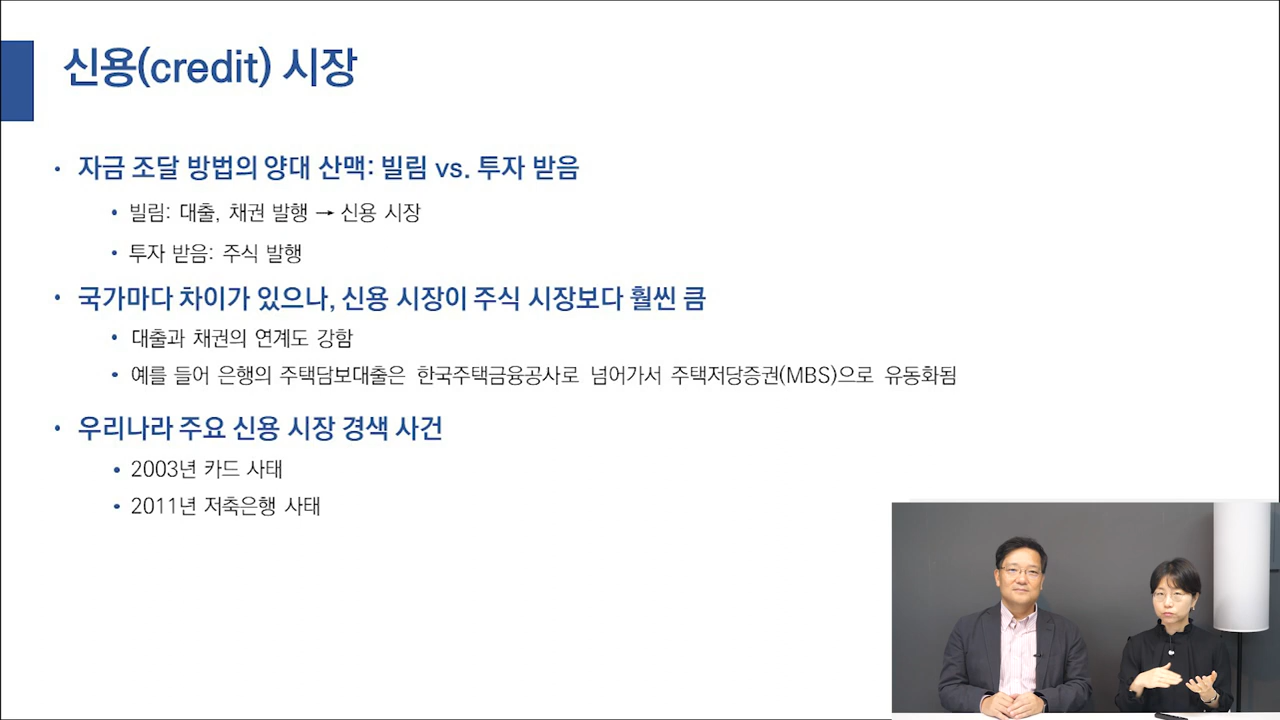 신용(credit) 시장
• 자금 조달 방법의 양대 산맥: 빌림 vs. 투자 받음
• 빌림: 대출, 채권 발행 → 신용 시장
• 투자 받음: 주식 발행
• 국가마다 차이가 있으나, 신용 시장이 주식 시장보다 훨씬 큼
• 대출과 채권의 연계도 강함
• 예를 들어 은행의 주택담보대출은 한국주택금융공사로 넘어가서 주택저당증권(MBS)으로 유동화됨
• 우리나라 주요 신용 시장 경색 사건
• 2003년 카드 사태
• 2011년 저축은행 사태